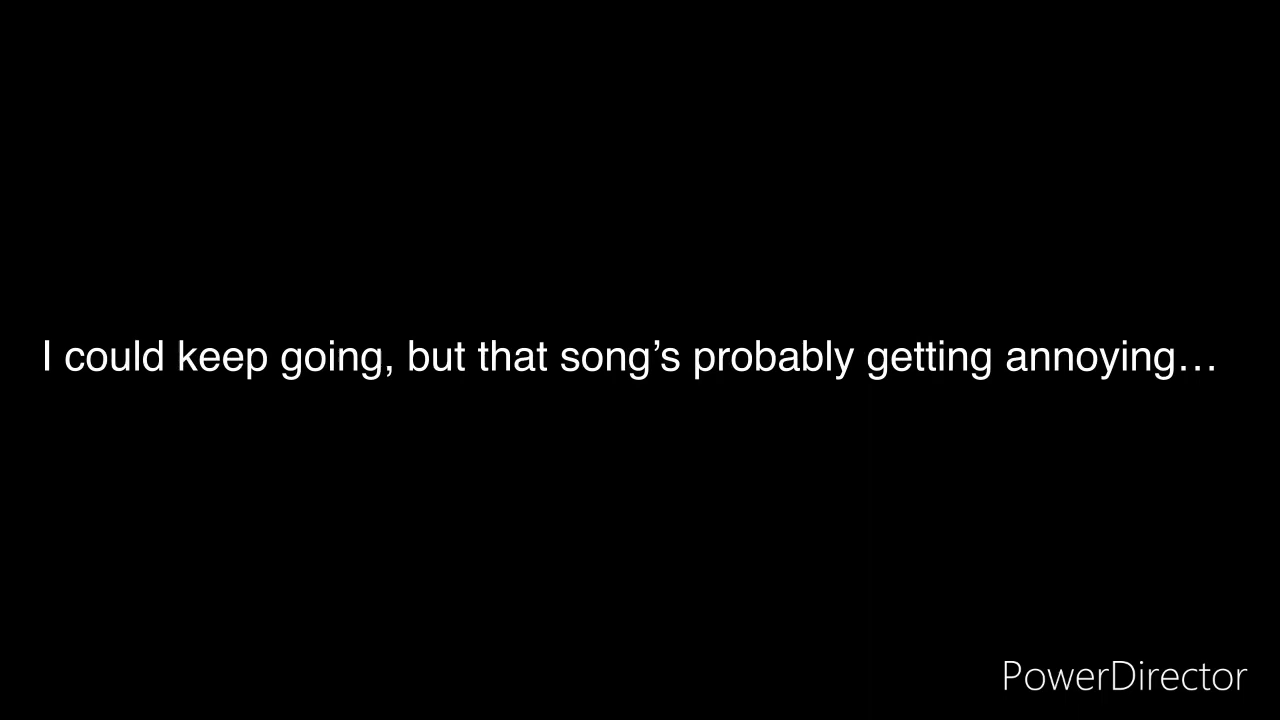 I could keep going, but that song’s probably getting annoying…
PowerDirector